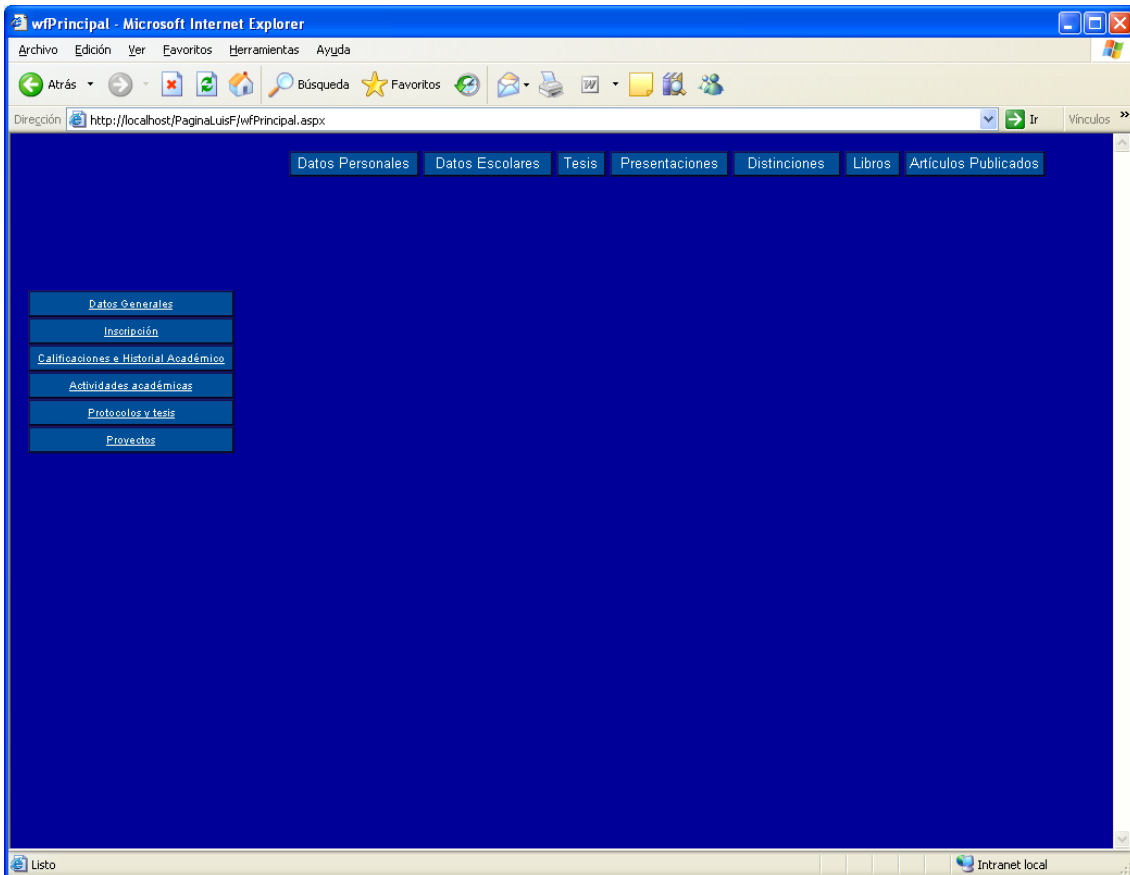 wfPrincipal - Microsoft Internet Explorer
Archivo Edición Ver Favoritos Herramientas Ayuda
Atrás Búsqueda Favoritos W
Dirección http://localhost/PaginaLuisF/wfPrincipal.aspx Ir Vínculos »
Datos Personales Datos Escolares Tesis Presentaciones Distinciones Libros Artículos Publicados
Datos Generales
Inscripción
Calificaciones e Historial Académico
Actividades académicas
Protocolos y tesis
Proyectos
Listo Intranet local